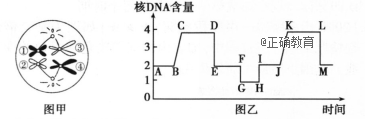 核DNA含量
① ③
② ④
4 C D K L
3 @正确教育
2 A B E F I J M
1 G H
0
图甲 图乙 时间